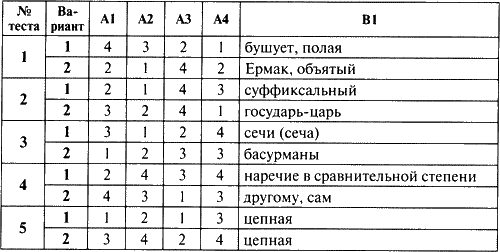 № теста Ва-риант А1 А2 А3 А4 В1
1 1 4 3 2 1 бушует, полая
2 2 1 4 2 Ермак, объятый
2 1 2 1 4 3 суффиксальный
2 3 2 4 1 государь-царь
3 1 3 1 2 4 сечи (сеча)
2 1 2 3 3 басурманы
4 1 2 4 3 4 наречие в сравнительной степени
2 4 3 1 3 другому, сам
5 1 1 2 1 3 цепная
2 3 4 2 4 цепная